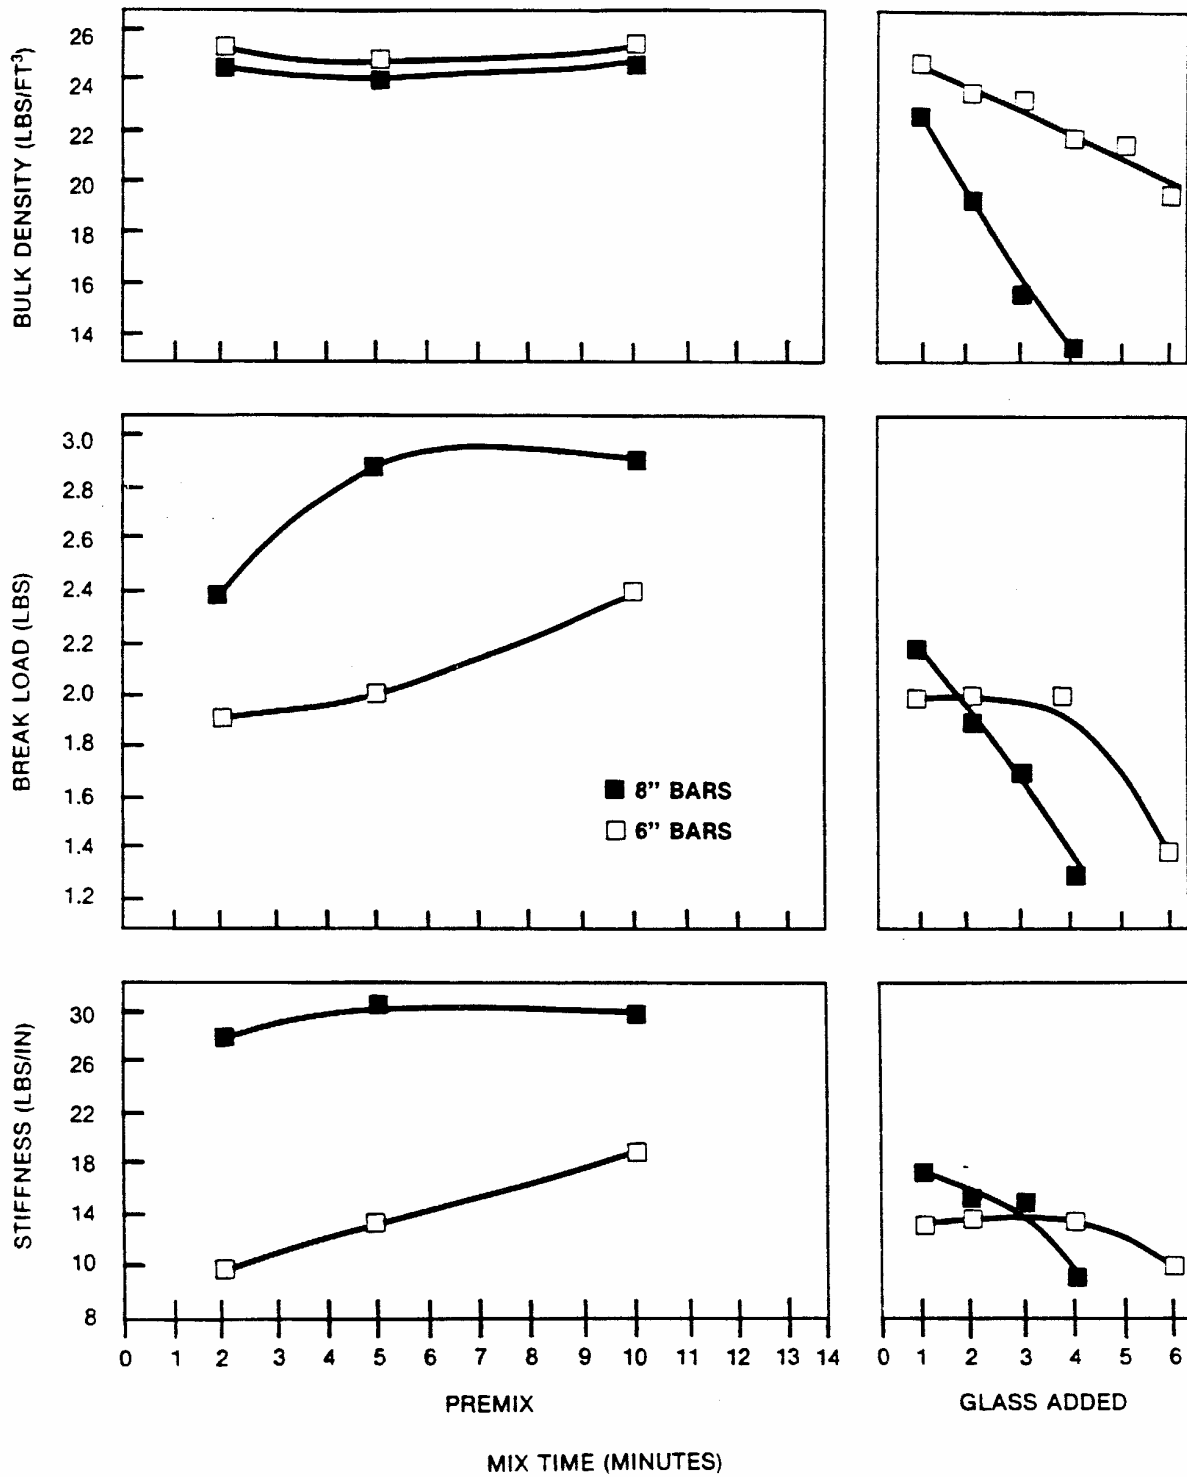 BULK DENSITY (LBS/FT³)
26
24
22
20
18
16
14
BREAK LOAD (LBS)
3.0
2.8
2.6
2.4
2.2
2.0
1.8
1.6
1.4
1.2
8" BARS
6" BARS
STIFFNESS (LBS/IN)
30
26
22
18
14
10
8
0 1 2 3 4 5 6 7 8 9 10 11 12 13 14
0 1 2 3 4 5 6
PREMIX
GLASS ADDED
MIX TIME (MINUTES)